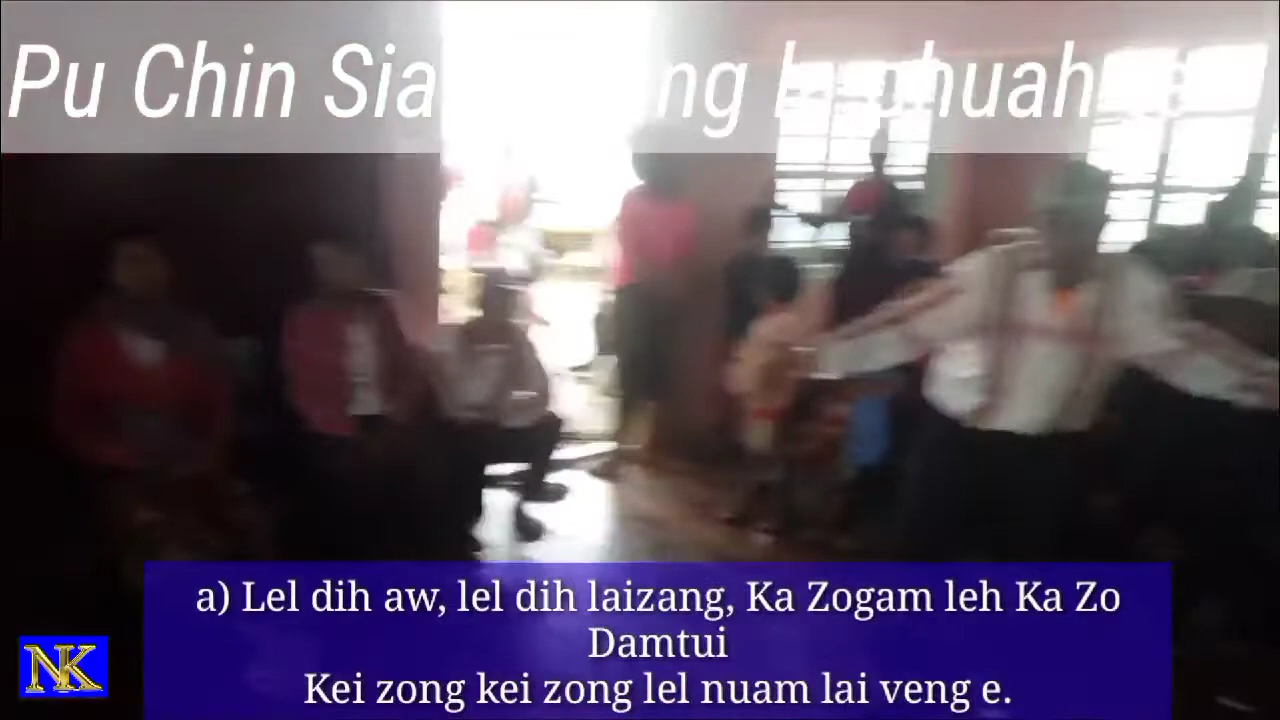 Pu Chin Sia
a) Lel dih aw, lel dih laizang, Ka Zogam leh Ka Zo
Damtui
Kei zong kei zong lel nuam lai veng e.
NK